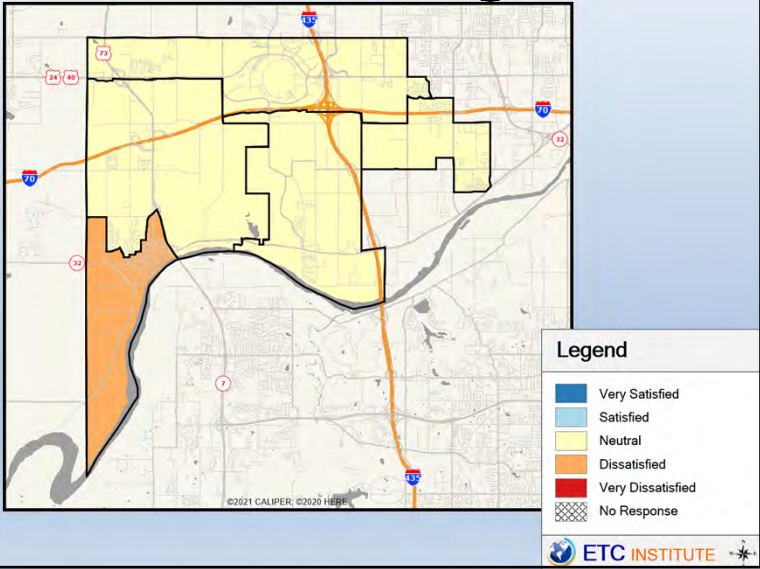 435
73
24 40
70
32
70
32
7
435
©2021 CALIPER; ©2020 HERE
Legend
Very Satisfied
Satisfied
Neutral
Dissatisfied
Very Dissatisfied
No Response
ETC INSTITUTE